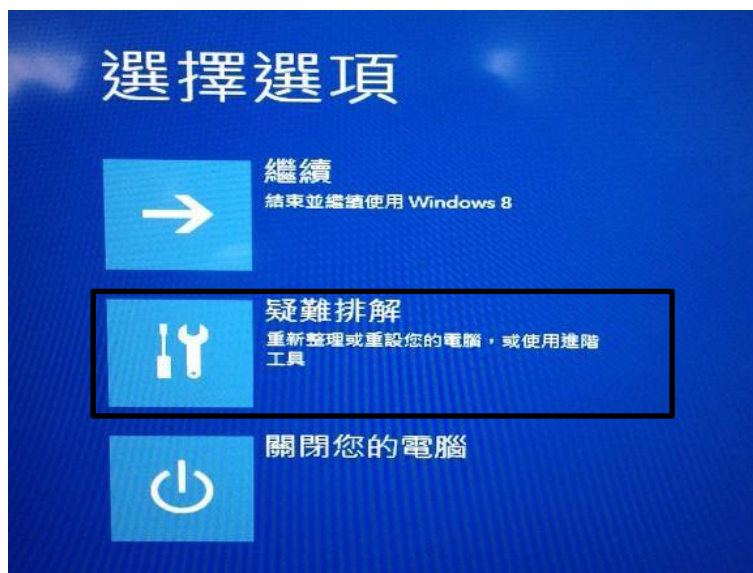 選擇選項
繼續
結束並繼續使用 Windows 8
疑難排解
重新整理或重設您的電腦，或使用進階
工具
關閉您的電腦